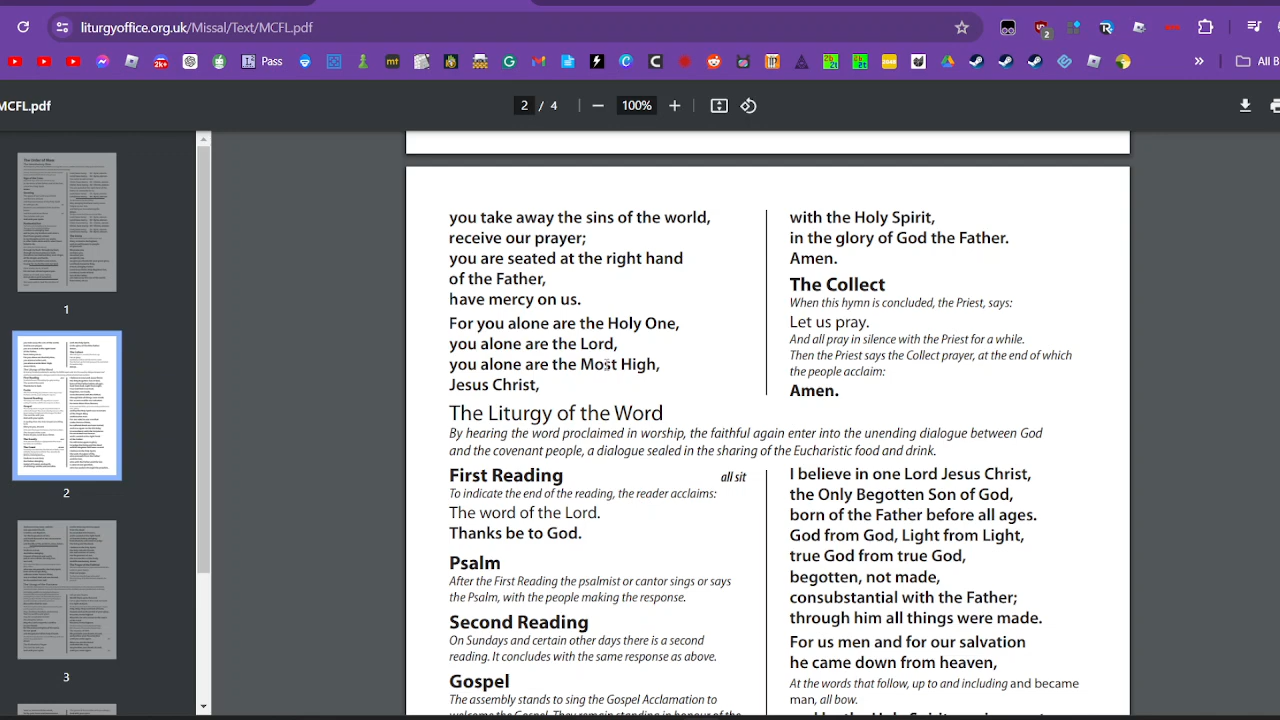 liturgyoffice.org.uk/Missal/Text/MCFL.pdf
2
2K+
Pass
All B
MCFL.pdf
2 / 4
100%
you take away the sins of the world,
receive our prayer;
you are seated at the right hand
of the Father,
have mercy on us.
For you alone are the Holy One,
you alone are the Lord,
you alone are the Most High,
Jesus Christ,
with the Holy Spirit,
in the glory of God the Father.
Amen.
The Collect
When this hymn is concluded, the Priest, says:
Let us pray.
And all pray in silence with the Priest for a while.
Then the Priest says the Collect prayer, at the end of which
the people acclaim:
Amen.
The Liturgy of the Word
word proclaimed in worship, the faithful again enter into the unending dialogue between God
and the covenant people, a dialogue sealed in the sharing of the Eucharistic food and drink.
First Reading all sit
To indicate the end of the reading, the reader acclaims:
The word of the Lord.
Thanks be to God.
Psalm
After the First Reading the psalmist or cantor sings or says
the Psalm, with the people making the response.
Second Reading
On Sunday and certain other days there is a second
reading. It concludes with the same response as above.
Gospel
The assembly stands to sing the Gospel Acclamation to
I believe in one Lord Jesus Christ,
the Only Begotten Son of God,
born of the Father before all ages.
God from God, Light from Light,
true God from true God,
begotten, not made,
consubstantial with the Father;
through him all things were made.
For us men and for our salvation
he came down from heaven,
At the words that follow, up to and including and became
man, all bow.
1
2
3